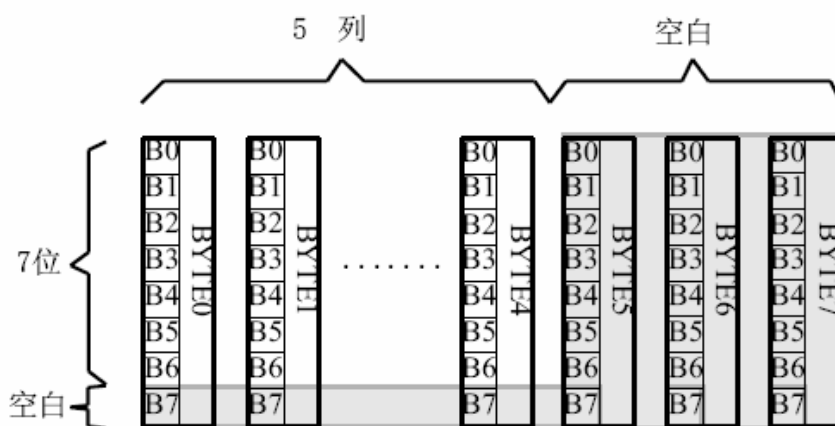 5 列 空白
B0 B0 B0 B0 B0 B0
B1 B1 B1 B1 B1 B1
B2 B2 B2 B2 B2 B2
7位 B3 B3 ........ B3 B3 B3 B3
B4 B4 B4 B4 B4 B4
B5 B5 B5 B5 B5 B5
B6 B6 B6 B6 B6 B6
空白 B7 B7 B7 B7 B7 B7
BYTE0
BYTE1
BYTE4
BYTE5
BYTE6
BYTE7